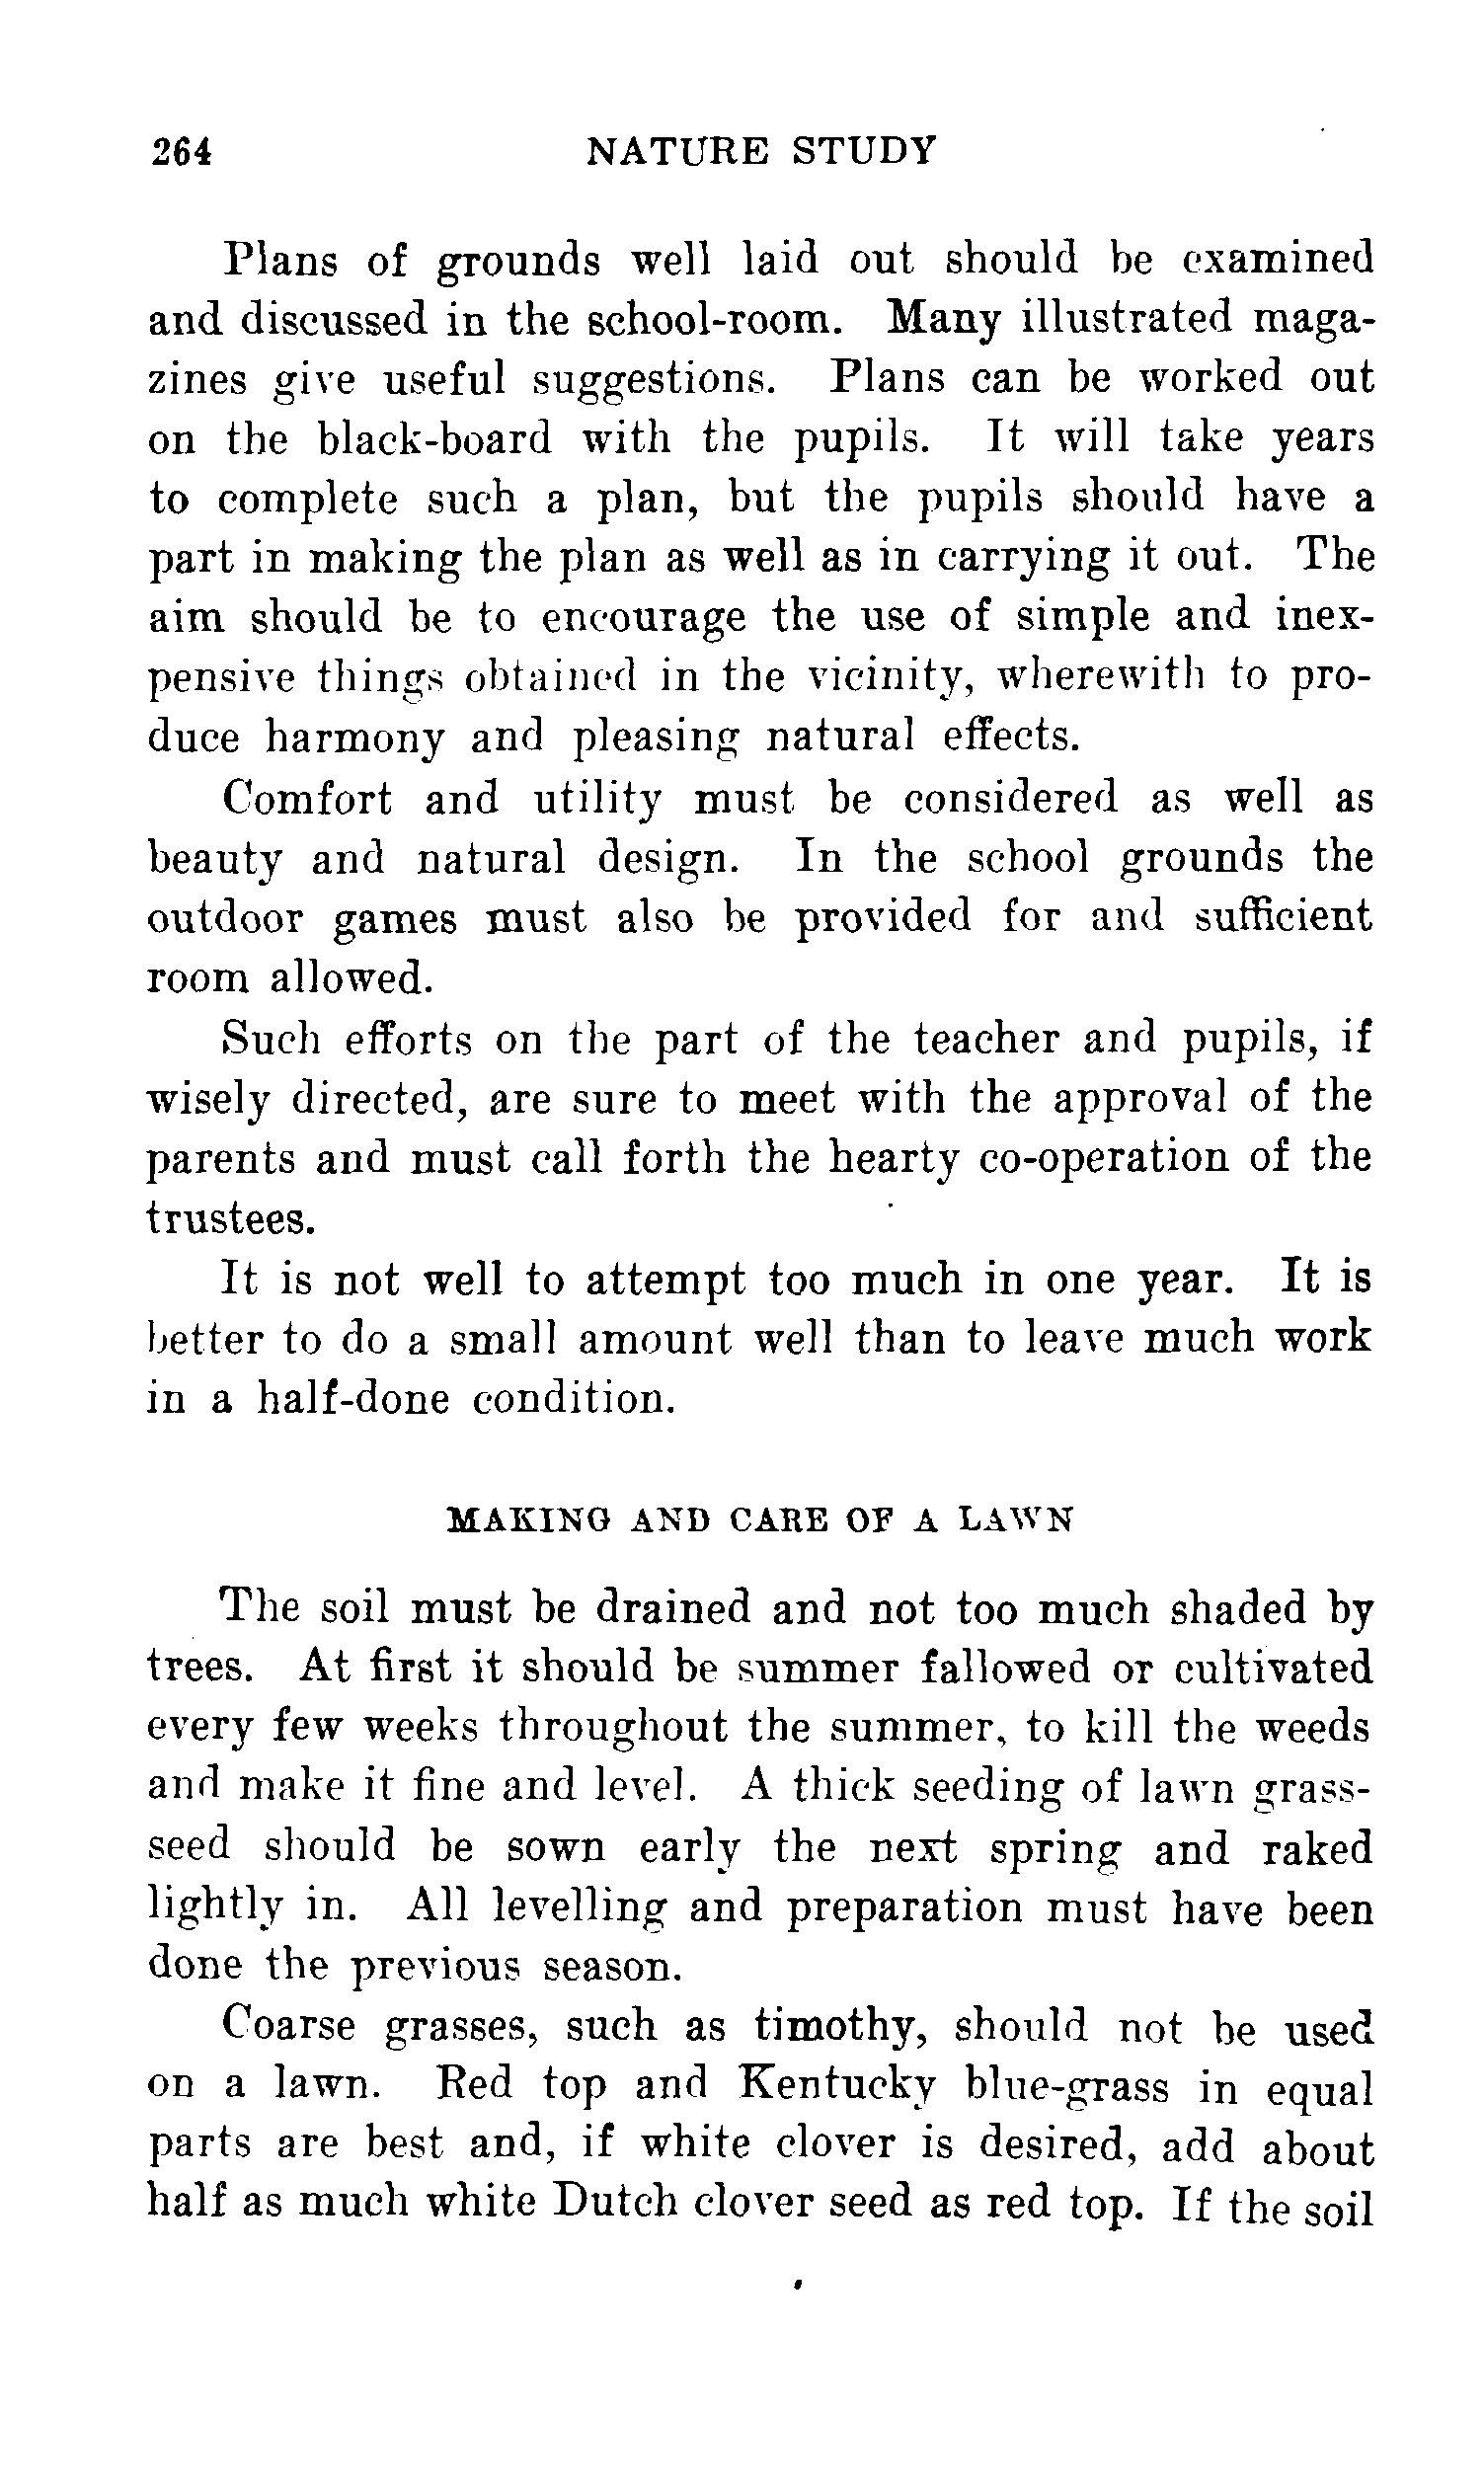 264 NATURE STUDY
Plans of grounds well laid out should be examined
and discussed in the school-room. Many illustrated maga-
zines give useful suggestions. Plans can be worked out
on the black-board with the pupils. It will take years
to complete such a plan, but the pupils should have a
part in making the plan as well as in carrying it out. The
aim should be to encourage the use of simple and inex-
pensive things obtained in the vicinity, wherewith to pro-
duce harmony and pleasing natural effects.
Comfort and utility must be considered as well as
beauty and natural design. In the school grounds the
outdoor games must also be provided for and sufficient
room allowed.
Such efforts on the part of the teacher and pupils, if
wisely directed, are sure to meet with the approval of the
parents and must call forth the hearty co-operation of the
trustees.
It is not well to attempt too much in one year. It is
better to do a small amount well than to leave much work
in a half-done condition.
MAKING AND CARE OF A LAWN
The soil must be drained and not too much shaded by
trees. At first it should be summer fallowed or cultivated
every few weeks throughout the summer, to kill the weeds
and make it fine and level. A thick seeding of lawn grass-
seed should be sown early the next spring and raked
lightly in. All levelling and preparation must have been
done the previous season.
Coarse grasses, such as timothy, should not be used
on a lawn. Red top and Kentucky blue-grass in equal
parts are best and, if white clover is desired, add about
half as much white Dutch clover seed as red top. If the soil